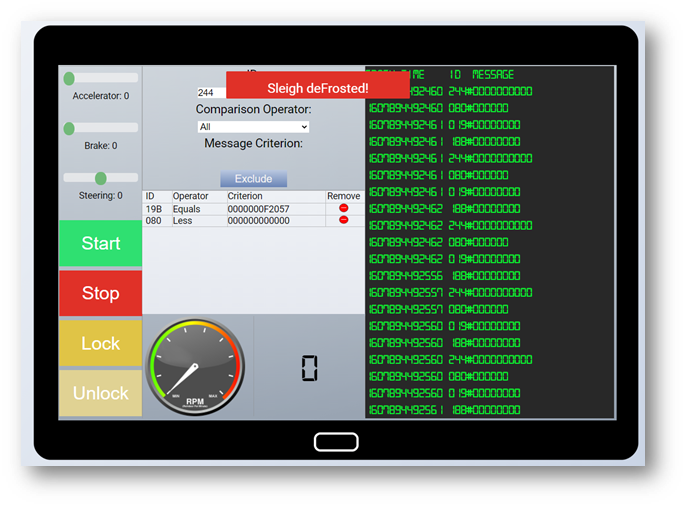 Accelerator: 0
Brake: 0
Steering: 0
Start
Stop
Lock
Unlock
Sleigh deFrosted!
244
Comparison Operator:
All
Message Criterion:
Exclude
ID Operator Criterion Remove
19B Equals 0000000F2057
080 Less 000000000000
MIN MAX
RPM
0
ID MESSAGE
1607894492460 244#0000000000
1607894492460 080#000000
1607894492461 019#00000000
1607894492461 188#00000000
1607894492461 244#0000000000
1607894492461 080#000000
1607894492461 019#00000000
1607894492462 188#00000000
1607894492462 244#0000000000
1607894492462 080#000000
1607894492462 019#00000000
1607894492556 188#00000000
1607894492557 244#0000000000
1607894492557 080#000000
1607894492560 019#00000000
1607894492560 188#00000000
1607894492560 244#0000000000
1607894492560 080#000000
1607894492560 019#00000000
1607894492561 188#00000000